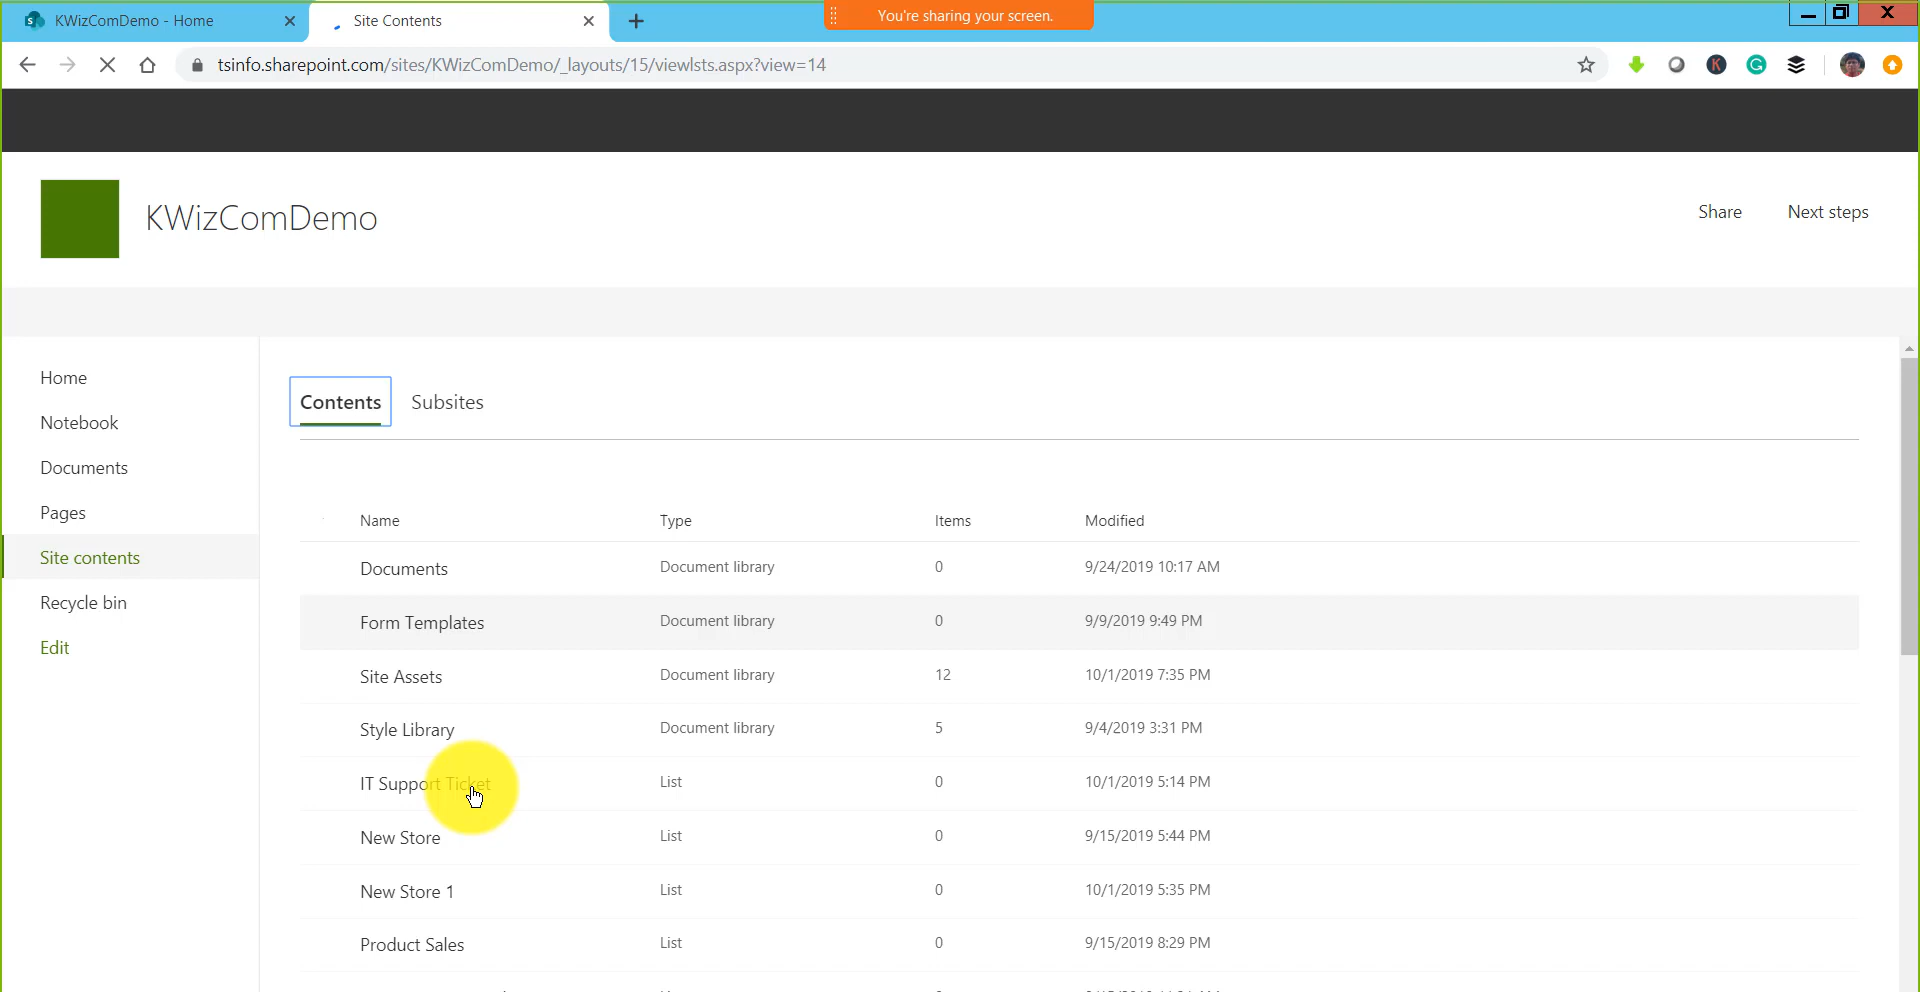 KWizComDemo - Home
Site Contents
You're sharing your screen.
tsinfo.sharepoint.com/sites/KWizComDemo/_layouts/15/viewlsts.aspx?view=14
KWizComDemo
Share
Next steps
Home
Notebook
Documents
Pages
Site contents
Recycle bin
Edit
Contents
Subsites
Name Type Items Modified
Documents Document library 0 9/24/2019 10:17 AM
Form Templates Document library 0 9/9/2019 9:49 PM
Site Assets Document library 12 10/1/2019 7:35 PM
Style Library Document library 5 9/4/2019 3:31 PM
IT Support Ticket List 0 10/1/2019 5:14 PM
New Store List 0 9/15/2019 5:44 PM
New Store 1 List 0 10/1/2019 5:35 PM
Product Sales List 0 9/15/2019 8:29 PM